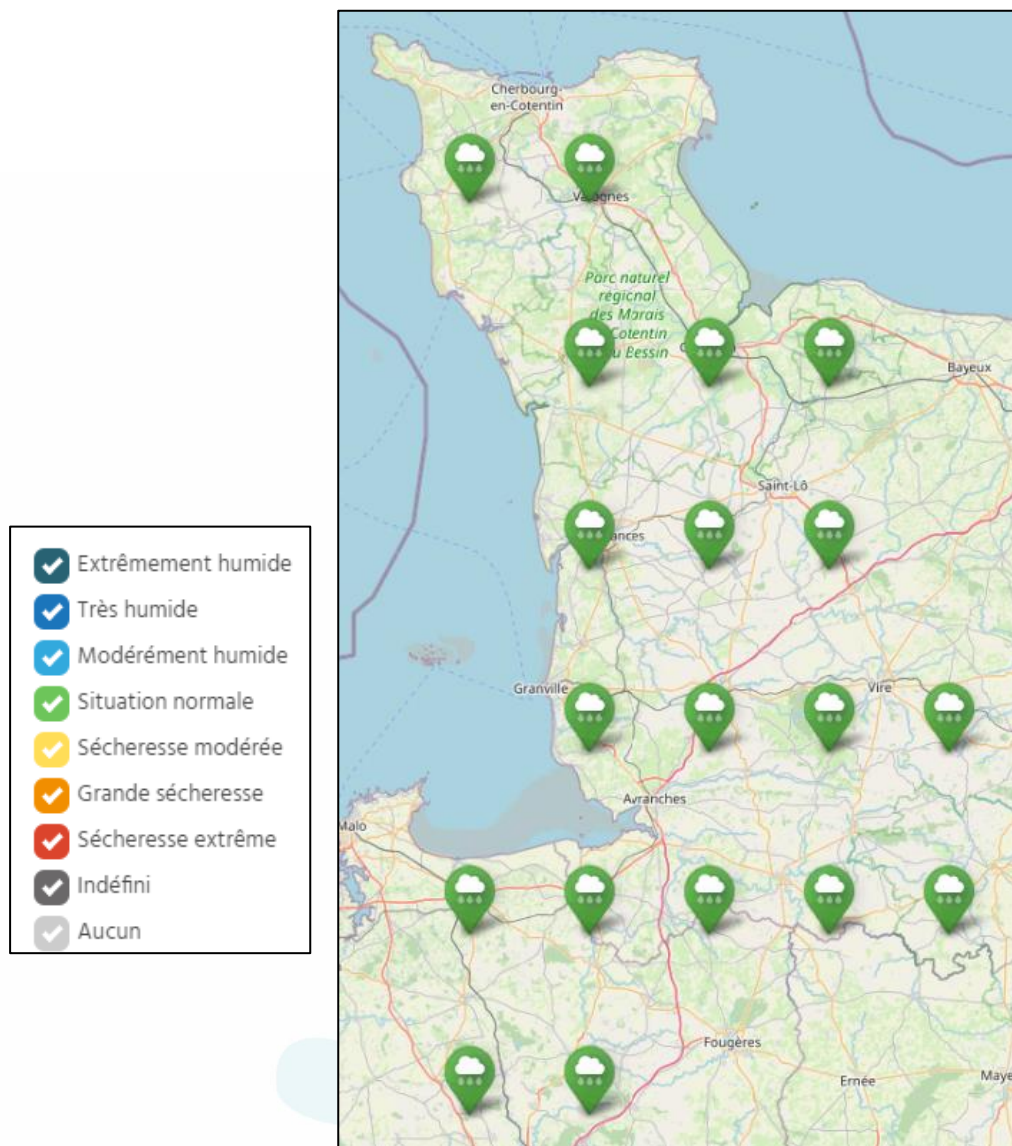 Cherbourg-
en-Cotentin
Parc naturel
régional
des Marais
Cotentin
Bessin
Bayeux
Saint-Lô
Extrêmement humide
Très humide
Modérément humide
Situation normale
Sécheresse modérée
Grande sécheresse
Sécheresse extrême
Indéfini
Aucun
Granville
Vire
Avranches
Malo
Fougères
Ernée
Maye